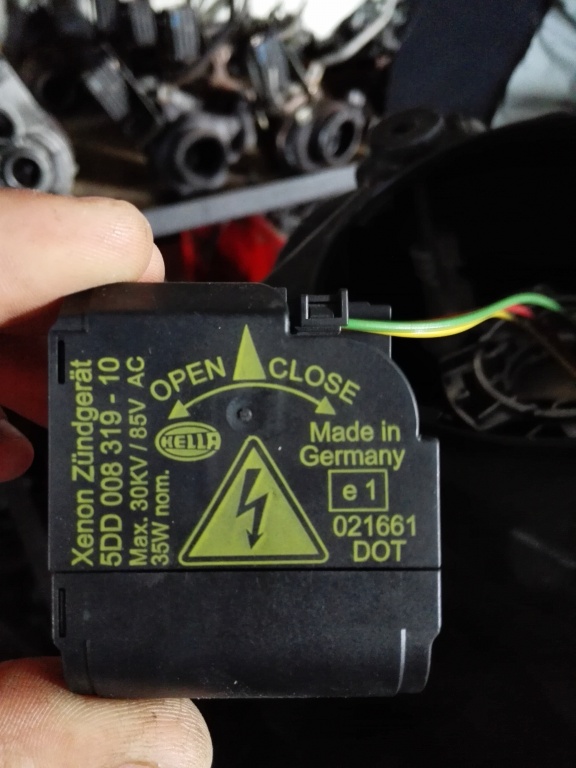 Xenon Zündgerät
5DD 008 319 - 10
Max. 30KV / 85V AC
35W nom.
OPEN CLOSE
HELLA
Made in
Germany
e 1
021661
DOT